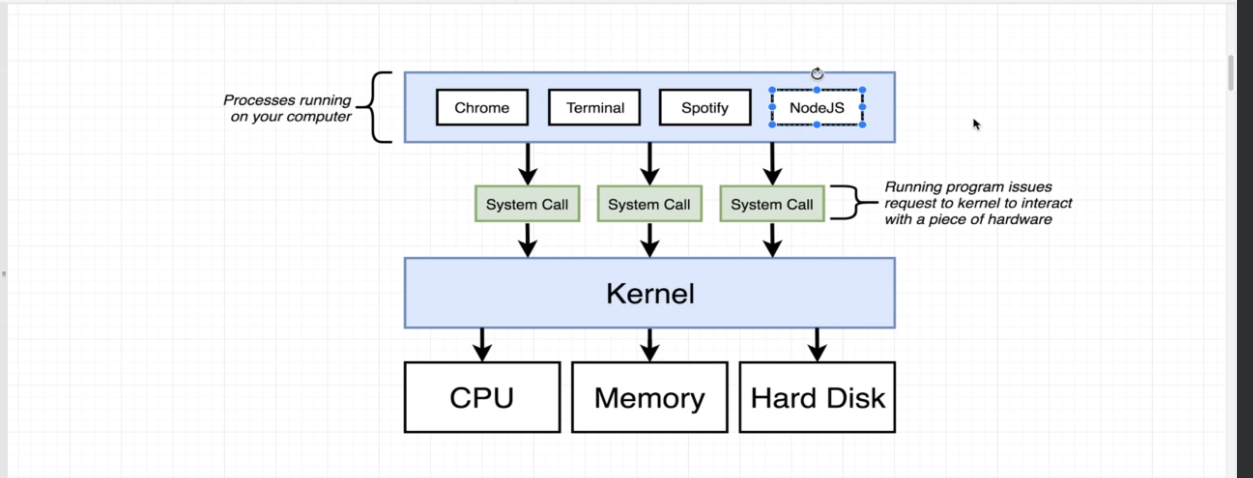 Processes running
on your computer
Chrome
Terminal
Spotify
NodeJS
System Call
System Call
System Call
Running program issues
request to kernel to interact
with a piece of hardware
Kernel
CPU
Memory
Hard Disk